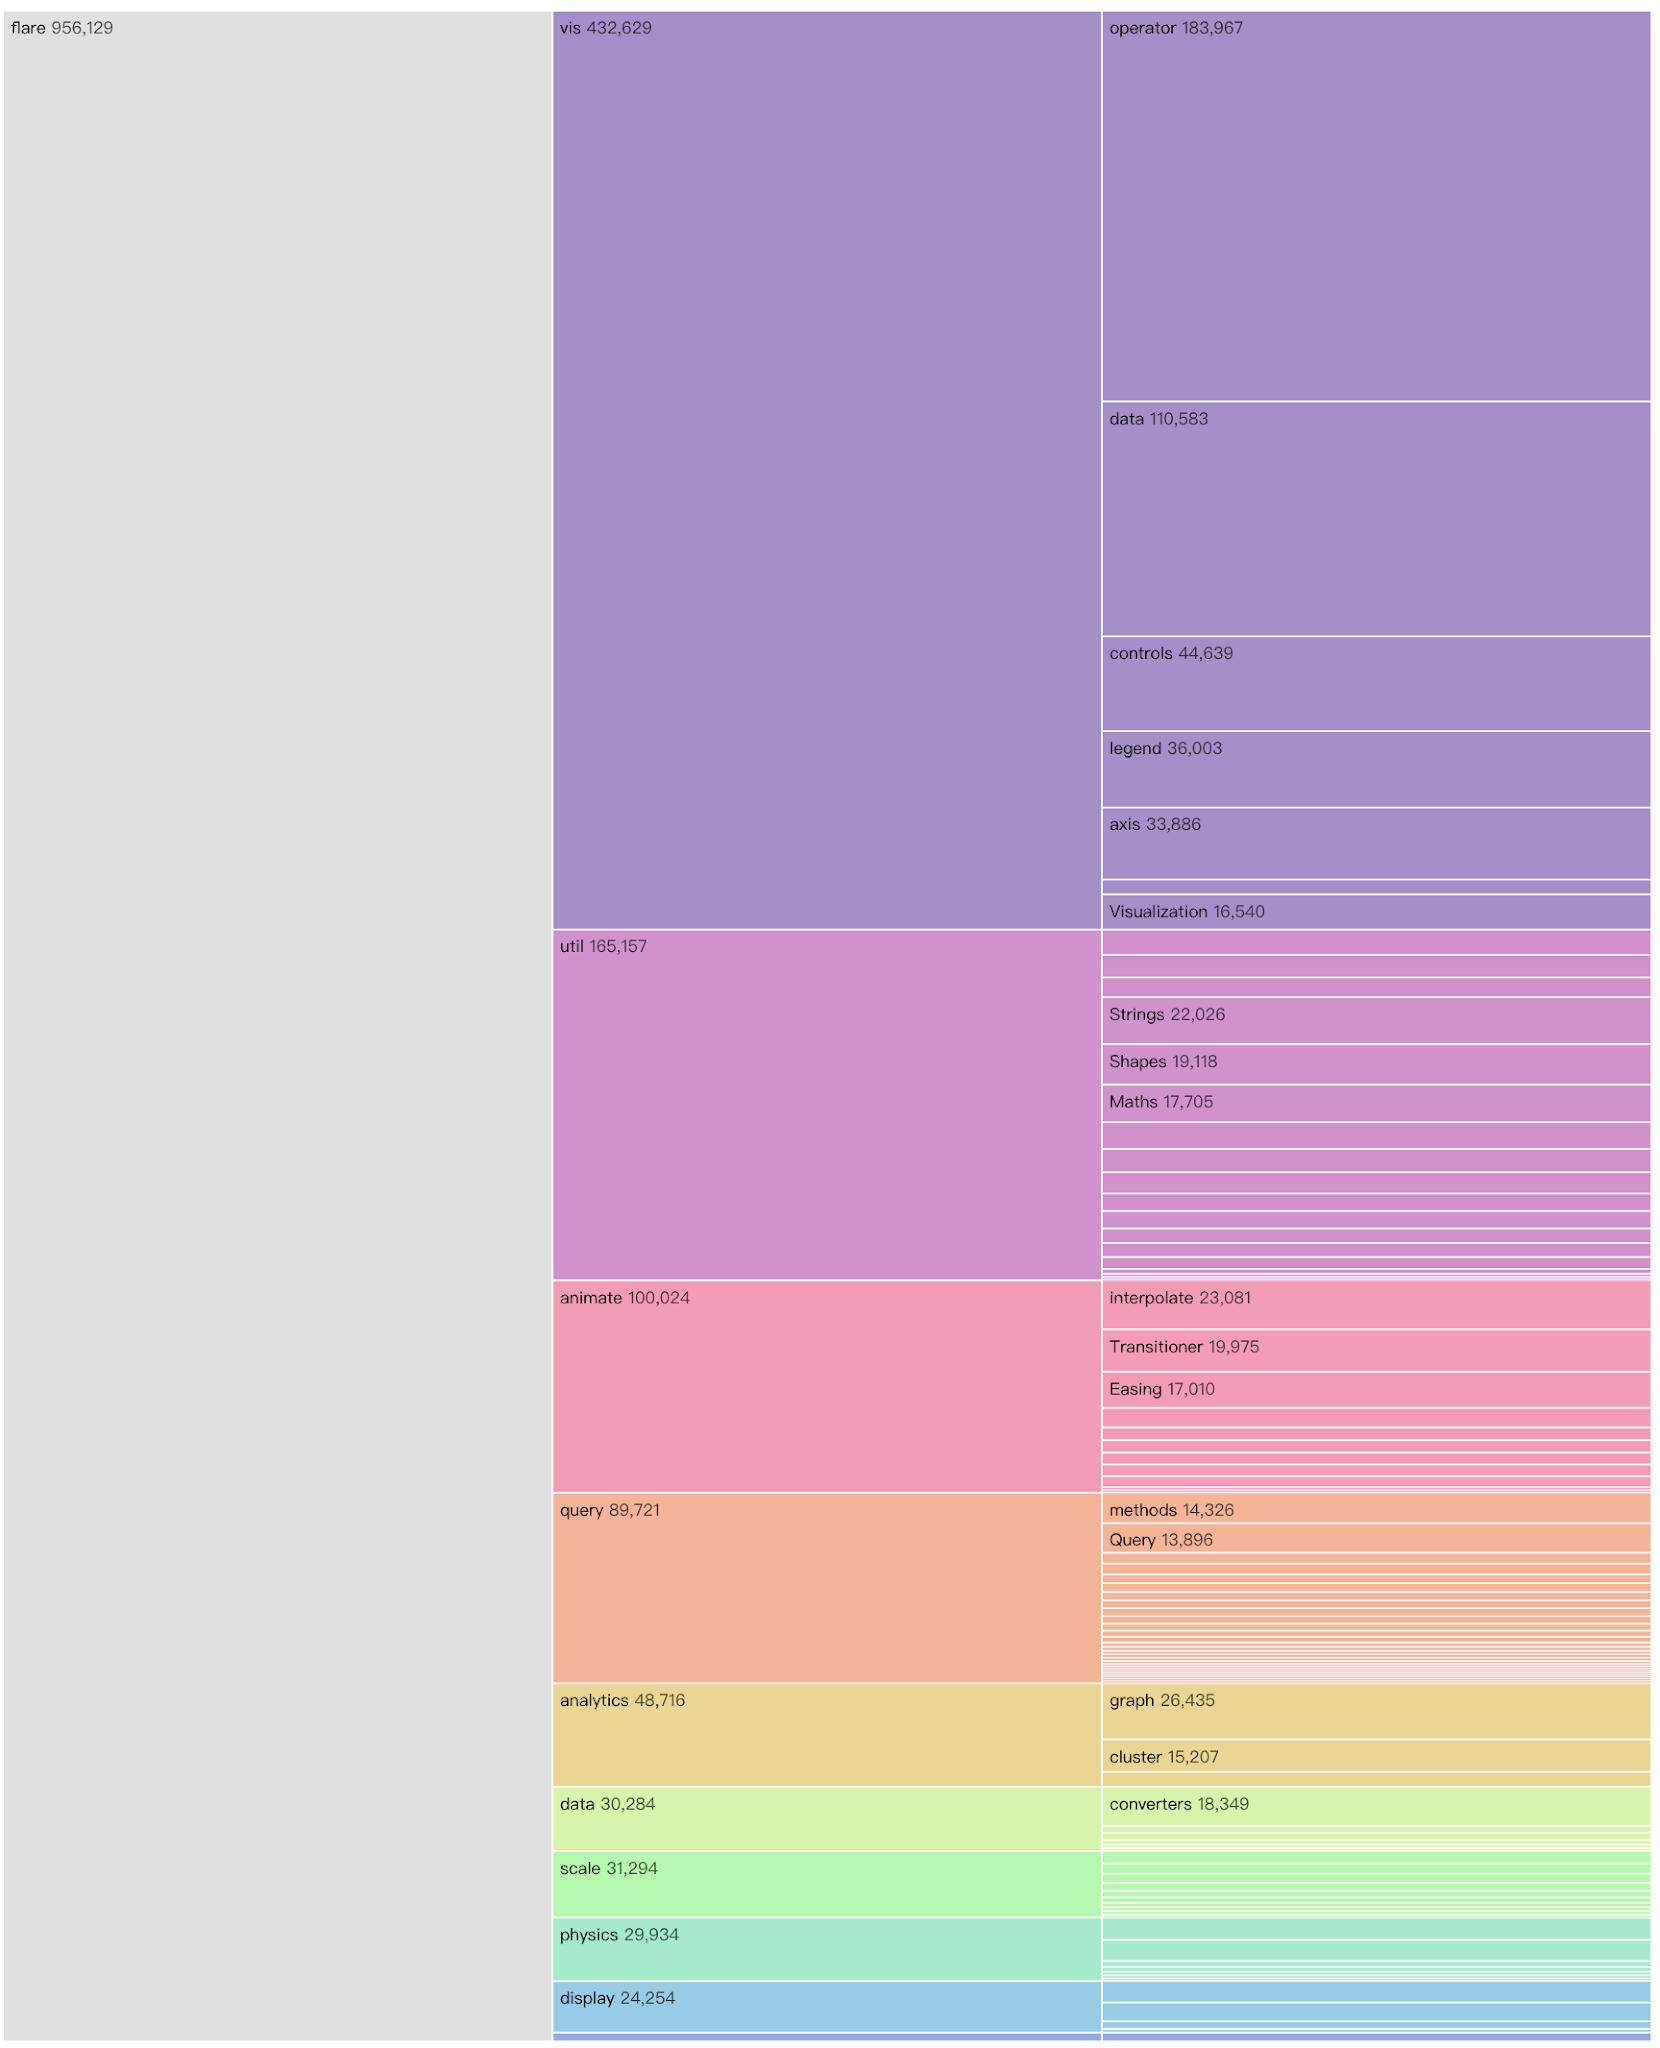 flare 956,129
vis 432,629
operator 183,967
data 110,583
controls 44,639
legend 36,003
axis 33,886
Visualization 16,540
util 165,157
Strings 22,026
Shapes 19,118
Maths 17,705
animate 100,024
interpolate 23,081
Transitioner 19,975
Easing 17,010
query 89,721
methods 14,326
Query 13,896
analytics 48,716
graph 26,435
cluster 15,207
data 30,284
converters 18,349
scale 31,294
physics 29,934
display 24,254